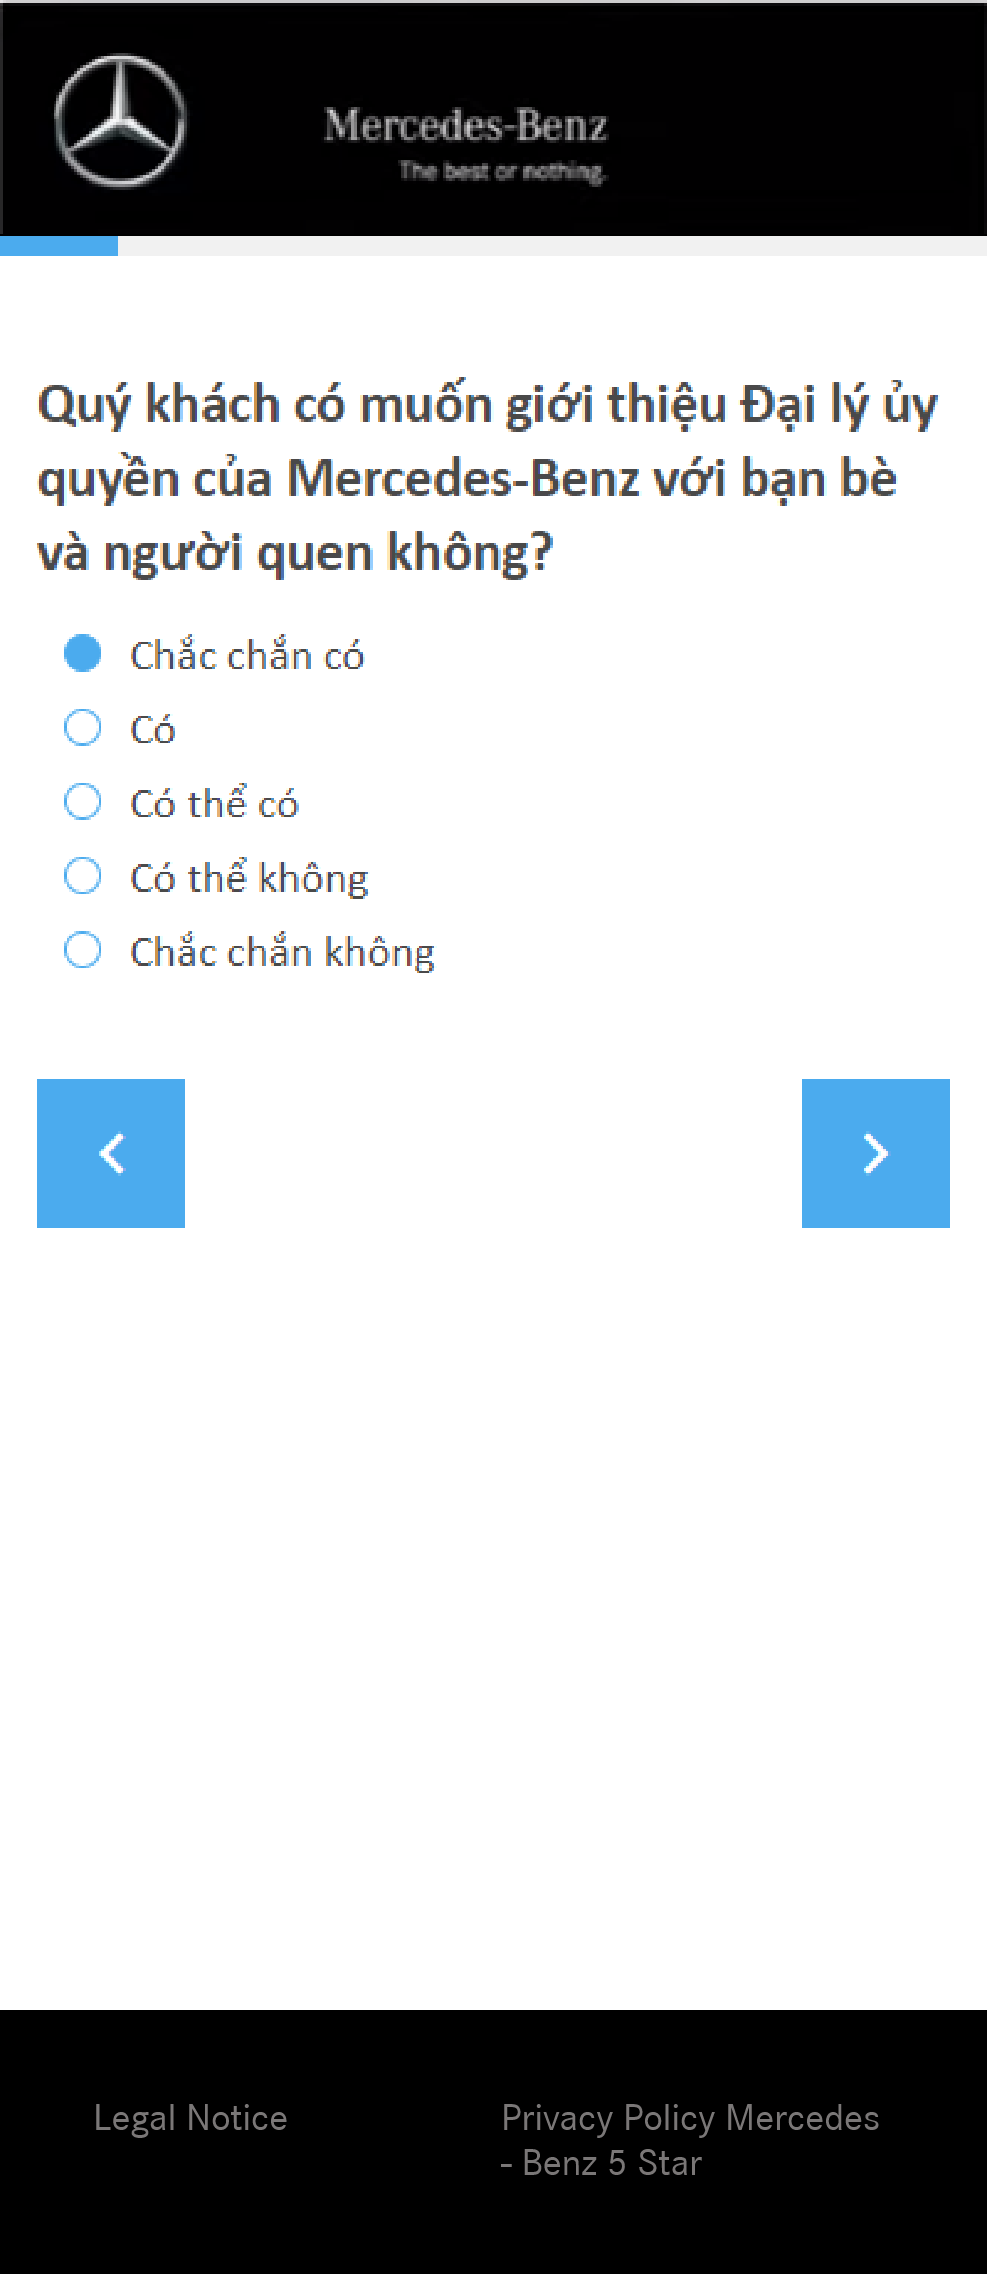 Mercedes-Benz
The best or nothing.
Quý khách có muốn giới thiệu Đại lý ủy
quyền của Mercedes-Benz với bạn bè
và người quen không?
Chắc chắn có
Có
Có thể có
Có thể không
Chắc chắn không
Legal Notice
Privacy Policy Mercedes
- Benz 5 Star